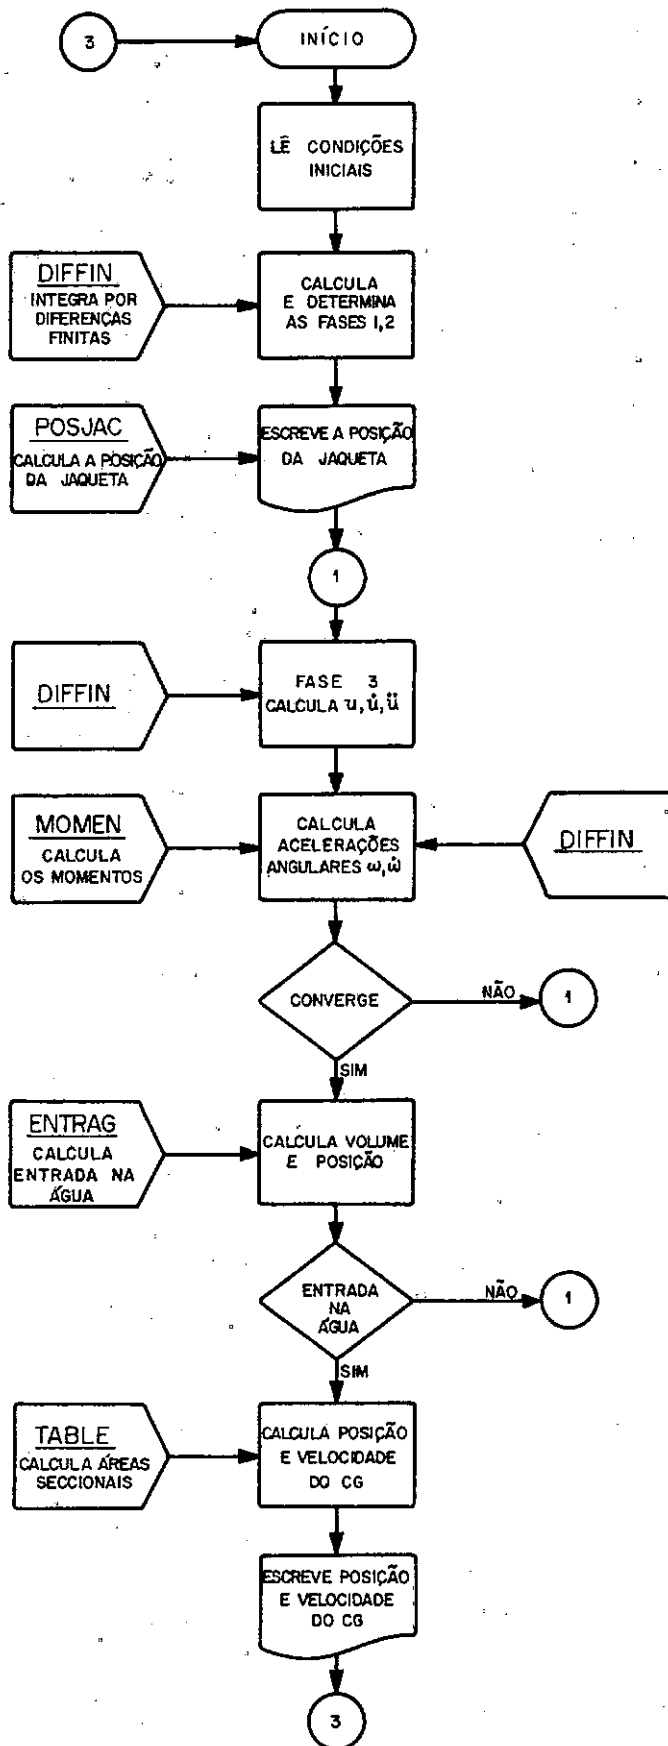 3
INÍCIO
LÊ CONDIÇÕES
INICIAIS
DIFFIN
INTEGRA POR
DIFERENÇAS
FINITAS
CALCULA
E DETERMINA
AS FASES 1,2
POSJAC
CALCULA A POSIÇÃO
DA JAQUETA
ESCREVE A POSIÇÃO
DA JAQUETA
1
DIFFIN
FASE 3
CALCULA u, u̇, ü
MOMEN
CALCULA
OS MOMENTOS
CALCULA
ACELERAÇÕES
ANGULARES ω, ω̇
DIFFIN
CONVERGE
NÃO
1
SIM
ENTRAG
CALCULA
ENTRADA NA
ÁGUA
CALCULA VOLUME
E POSIÇÃO
ENTRADA
NA
ÁGUA
NÃO
1
SIM
TABLE
CALCULA ÁREAS
SECCIONAIS
CALCULA POSIÇÃO
E VELOCIDADE
DO CG
ESCREVE POSIÇÃO
E VELOCIDADE
DO CG
3